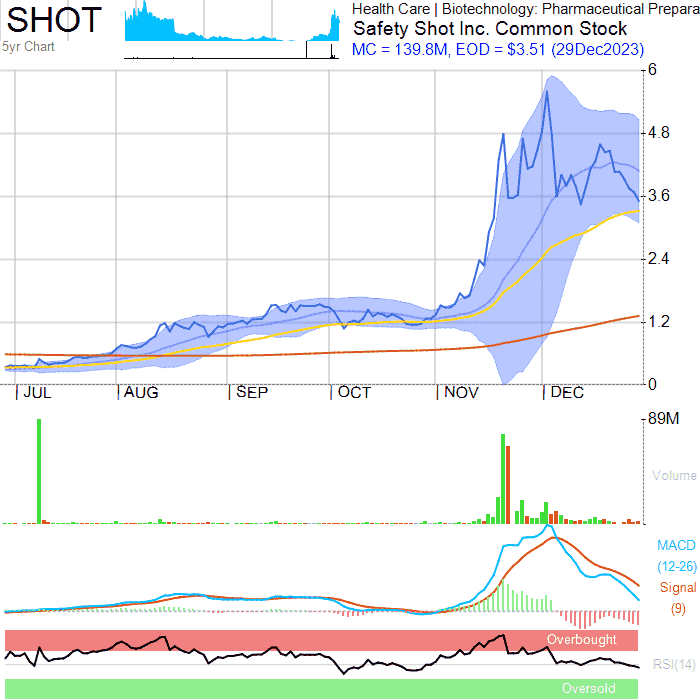 SHOT
Health Care | Biotechnology: Pharmaceutical Prepara
Safety Shot Inc. Common Stock
5yr Chart
MC = 139.8M, EOD = $3.51 (29Dec2023)
6
4.8
3.6
2.4
1.2
0
JUL AUG SEP OCT NOV DEC
89M
Volume
MACD
(12-26)
Signal
(9)
Overbought
RSI(14)
Oversold